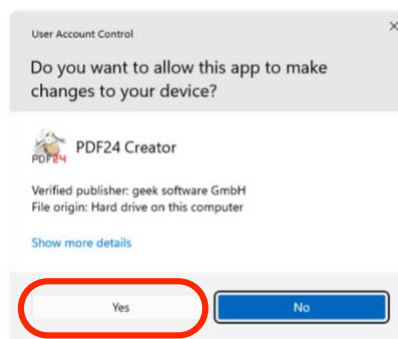 User Account Control
Do you want to allow this app to make
changes to your device?
PDF24
PDF24 Creator
Verified publisher: geek software GmbH
File origin: Hard drive on this computer
Show more details
Yes
No